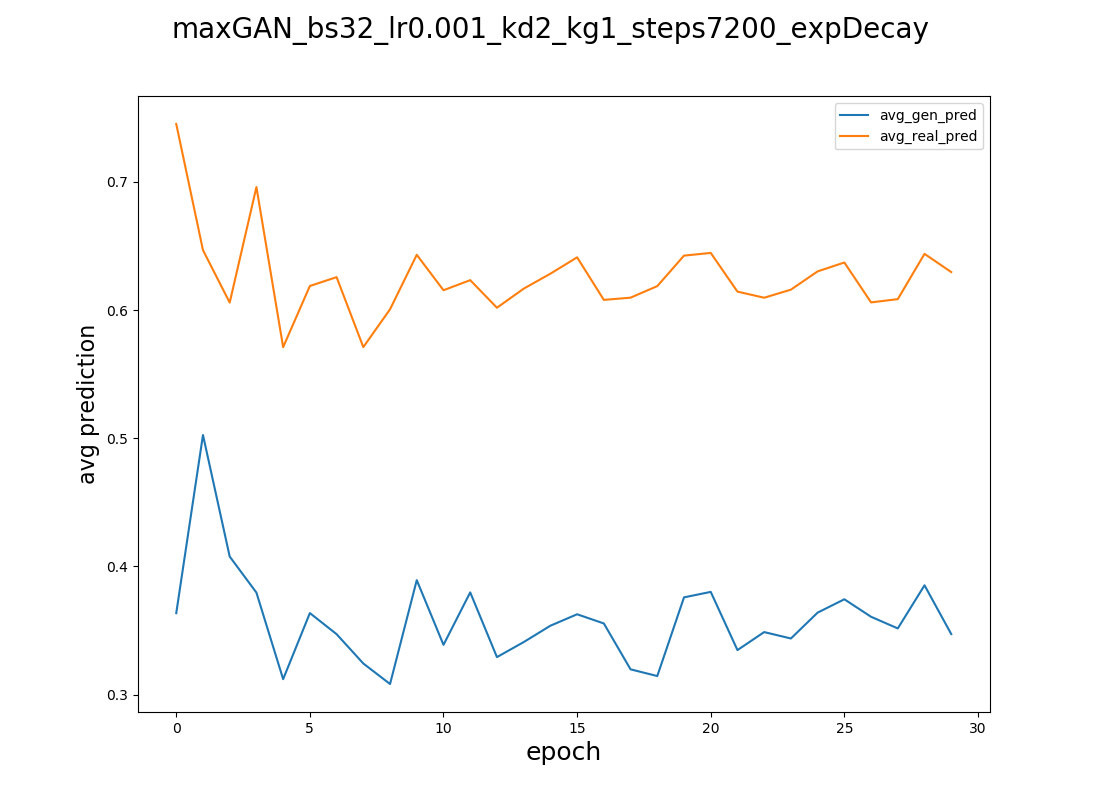 maxGAN_bs32_lr0.001_kd2_kg1_steps7200_expDecay
avg_gen_pred
avg_real_pred
0.7
0.6
0.5
0.4
0.3
avg prediction
0 5 10 15 20 25 30
epoch